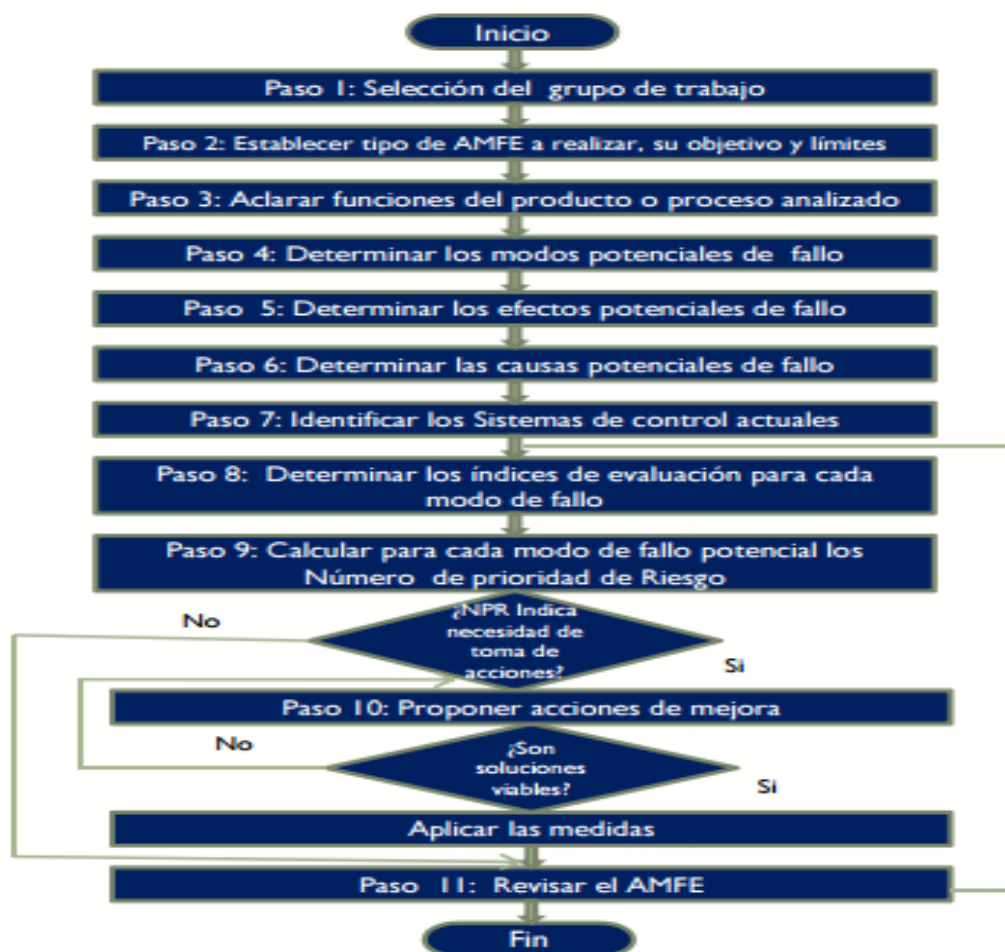 Inicio
Paso 1: Selección del grupo de trabajo
Paso 2: Establecer tipo de AMFE a realizar, su objetivo y límites
Paso 3: Aclarar funciones del producto o proceso analizado
Paso 4: Determinar los modos potenciales de fallo
Paso 5: Determinar los efectos potenciales de fallo
Paso 6: Determinar las causas potenciales de fallo
Paso 7: Identificar los Sistemas de control actuales
Paso 8: Determinar los índices de evaluación para cada
modo de fallo
Paso 9: Calcular para cada modo de fallo potencial los
Número de prioridad de Riesgo
No
¿NPR Indica
necesidad de
toma de
acciones?
Si
Paso 10: Proponer acciones de mejora
No
¿Son
soluciones
viables?
Si
Aplicar las medidas
Paso 11: Revisar el AMFE
Fin